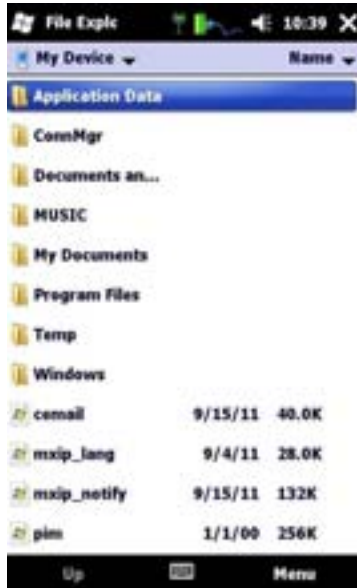 File Explc 10:39
My Device Name
Application Data
ConnMgr
Documents an...
MUSIC
My Documents
Program Files
Temp
Windows
cemail 9/15/11 40.0K
mxip_lang 9/4/11 28.0K
mxip_notify 9/15/11 132K
pim 1/1/00 256K
Up Menu